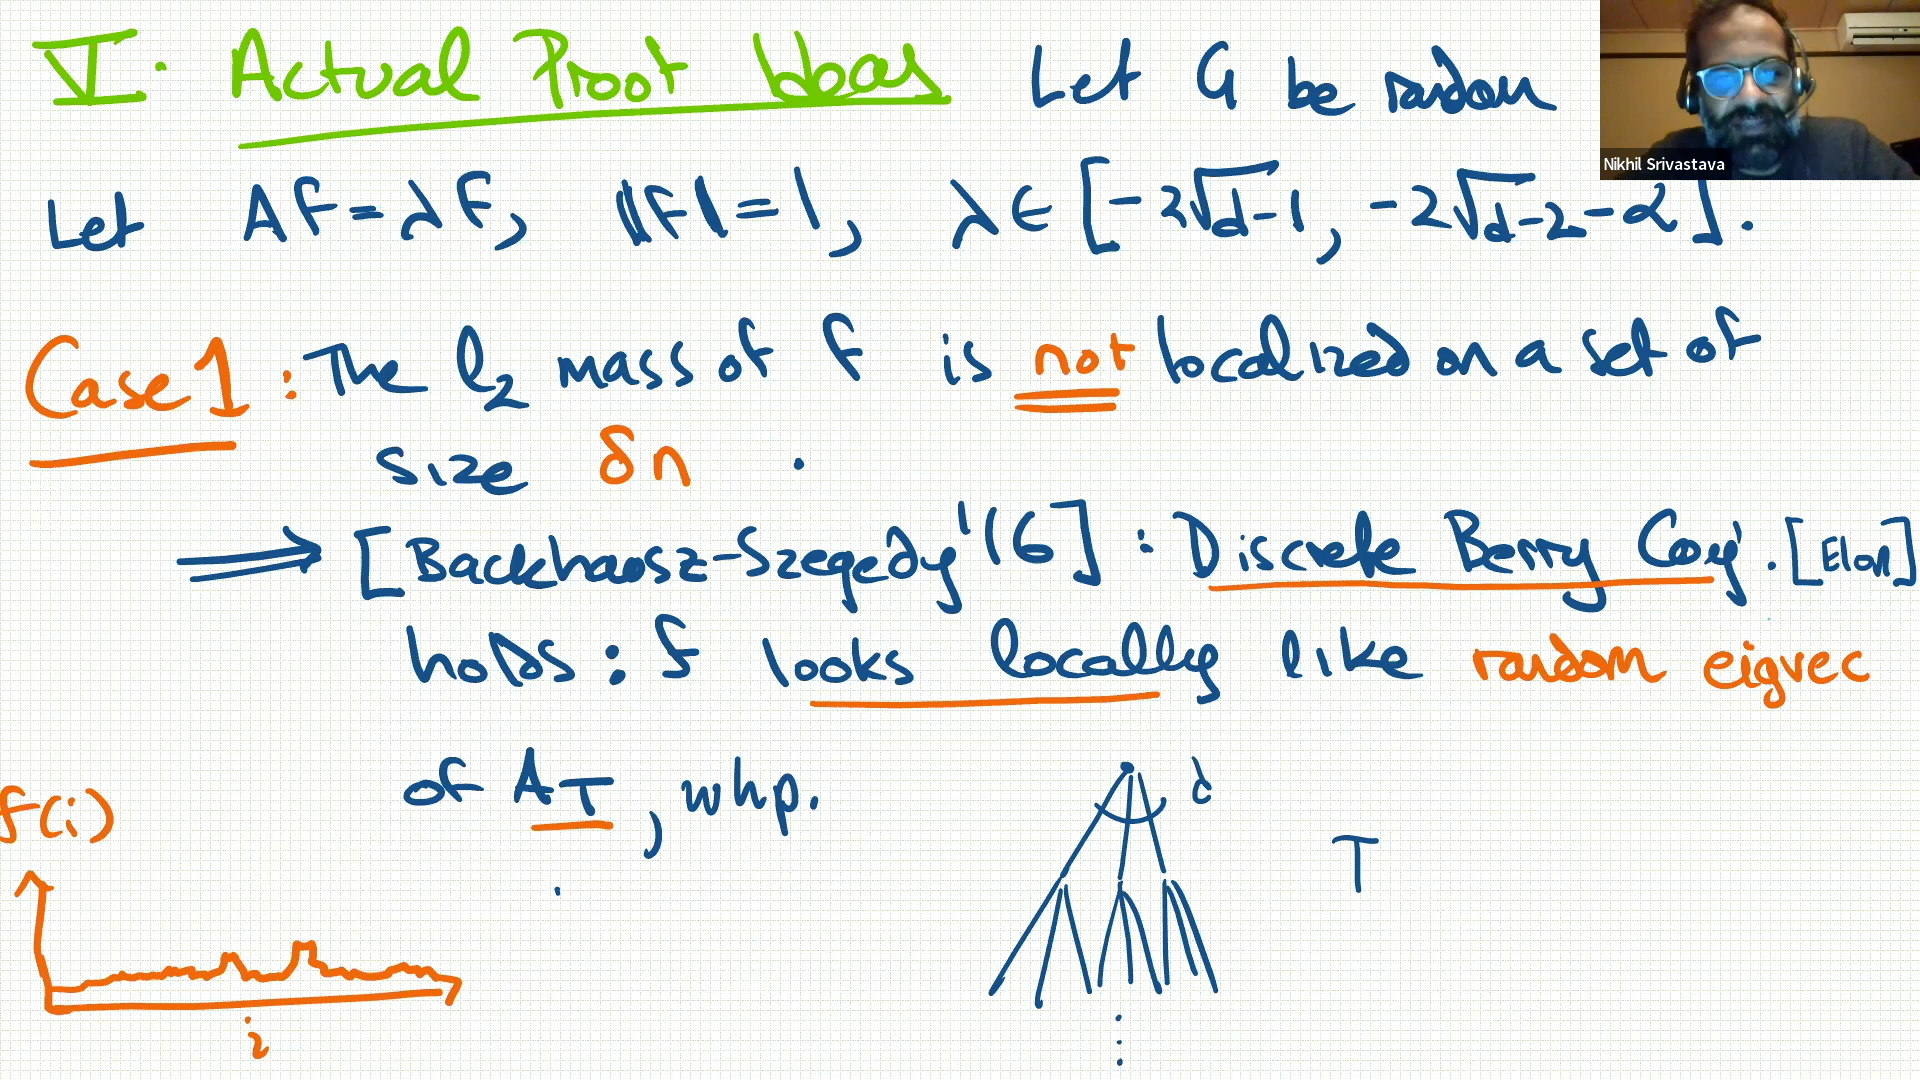 V. Actual Proof Ideas Let G be random
Nikhil Srivastava
Let Af = λf, ||f|| = 1, λ ∈ [-2√d-1, -2√d-2-α].
Case 1: The l₂ mass of f is not localized on a set of
size δn.
⟹ [Backhausz-Szegedy '16]: Discrete Berry Conj. [Elon]
holds: f looks locally like random eigvec
of A_T, whp.
d
T
f(i)
i